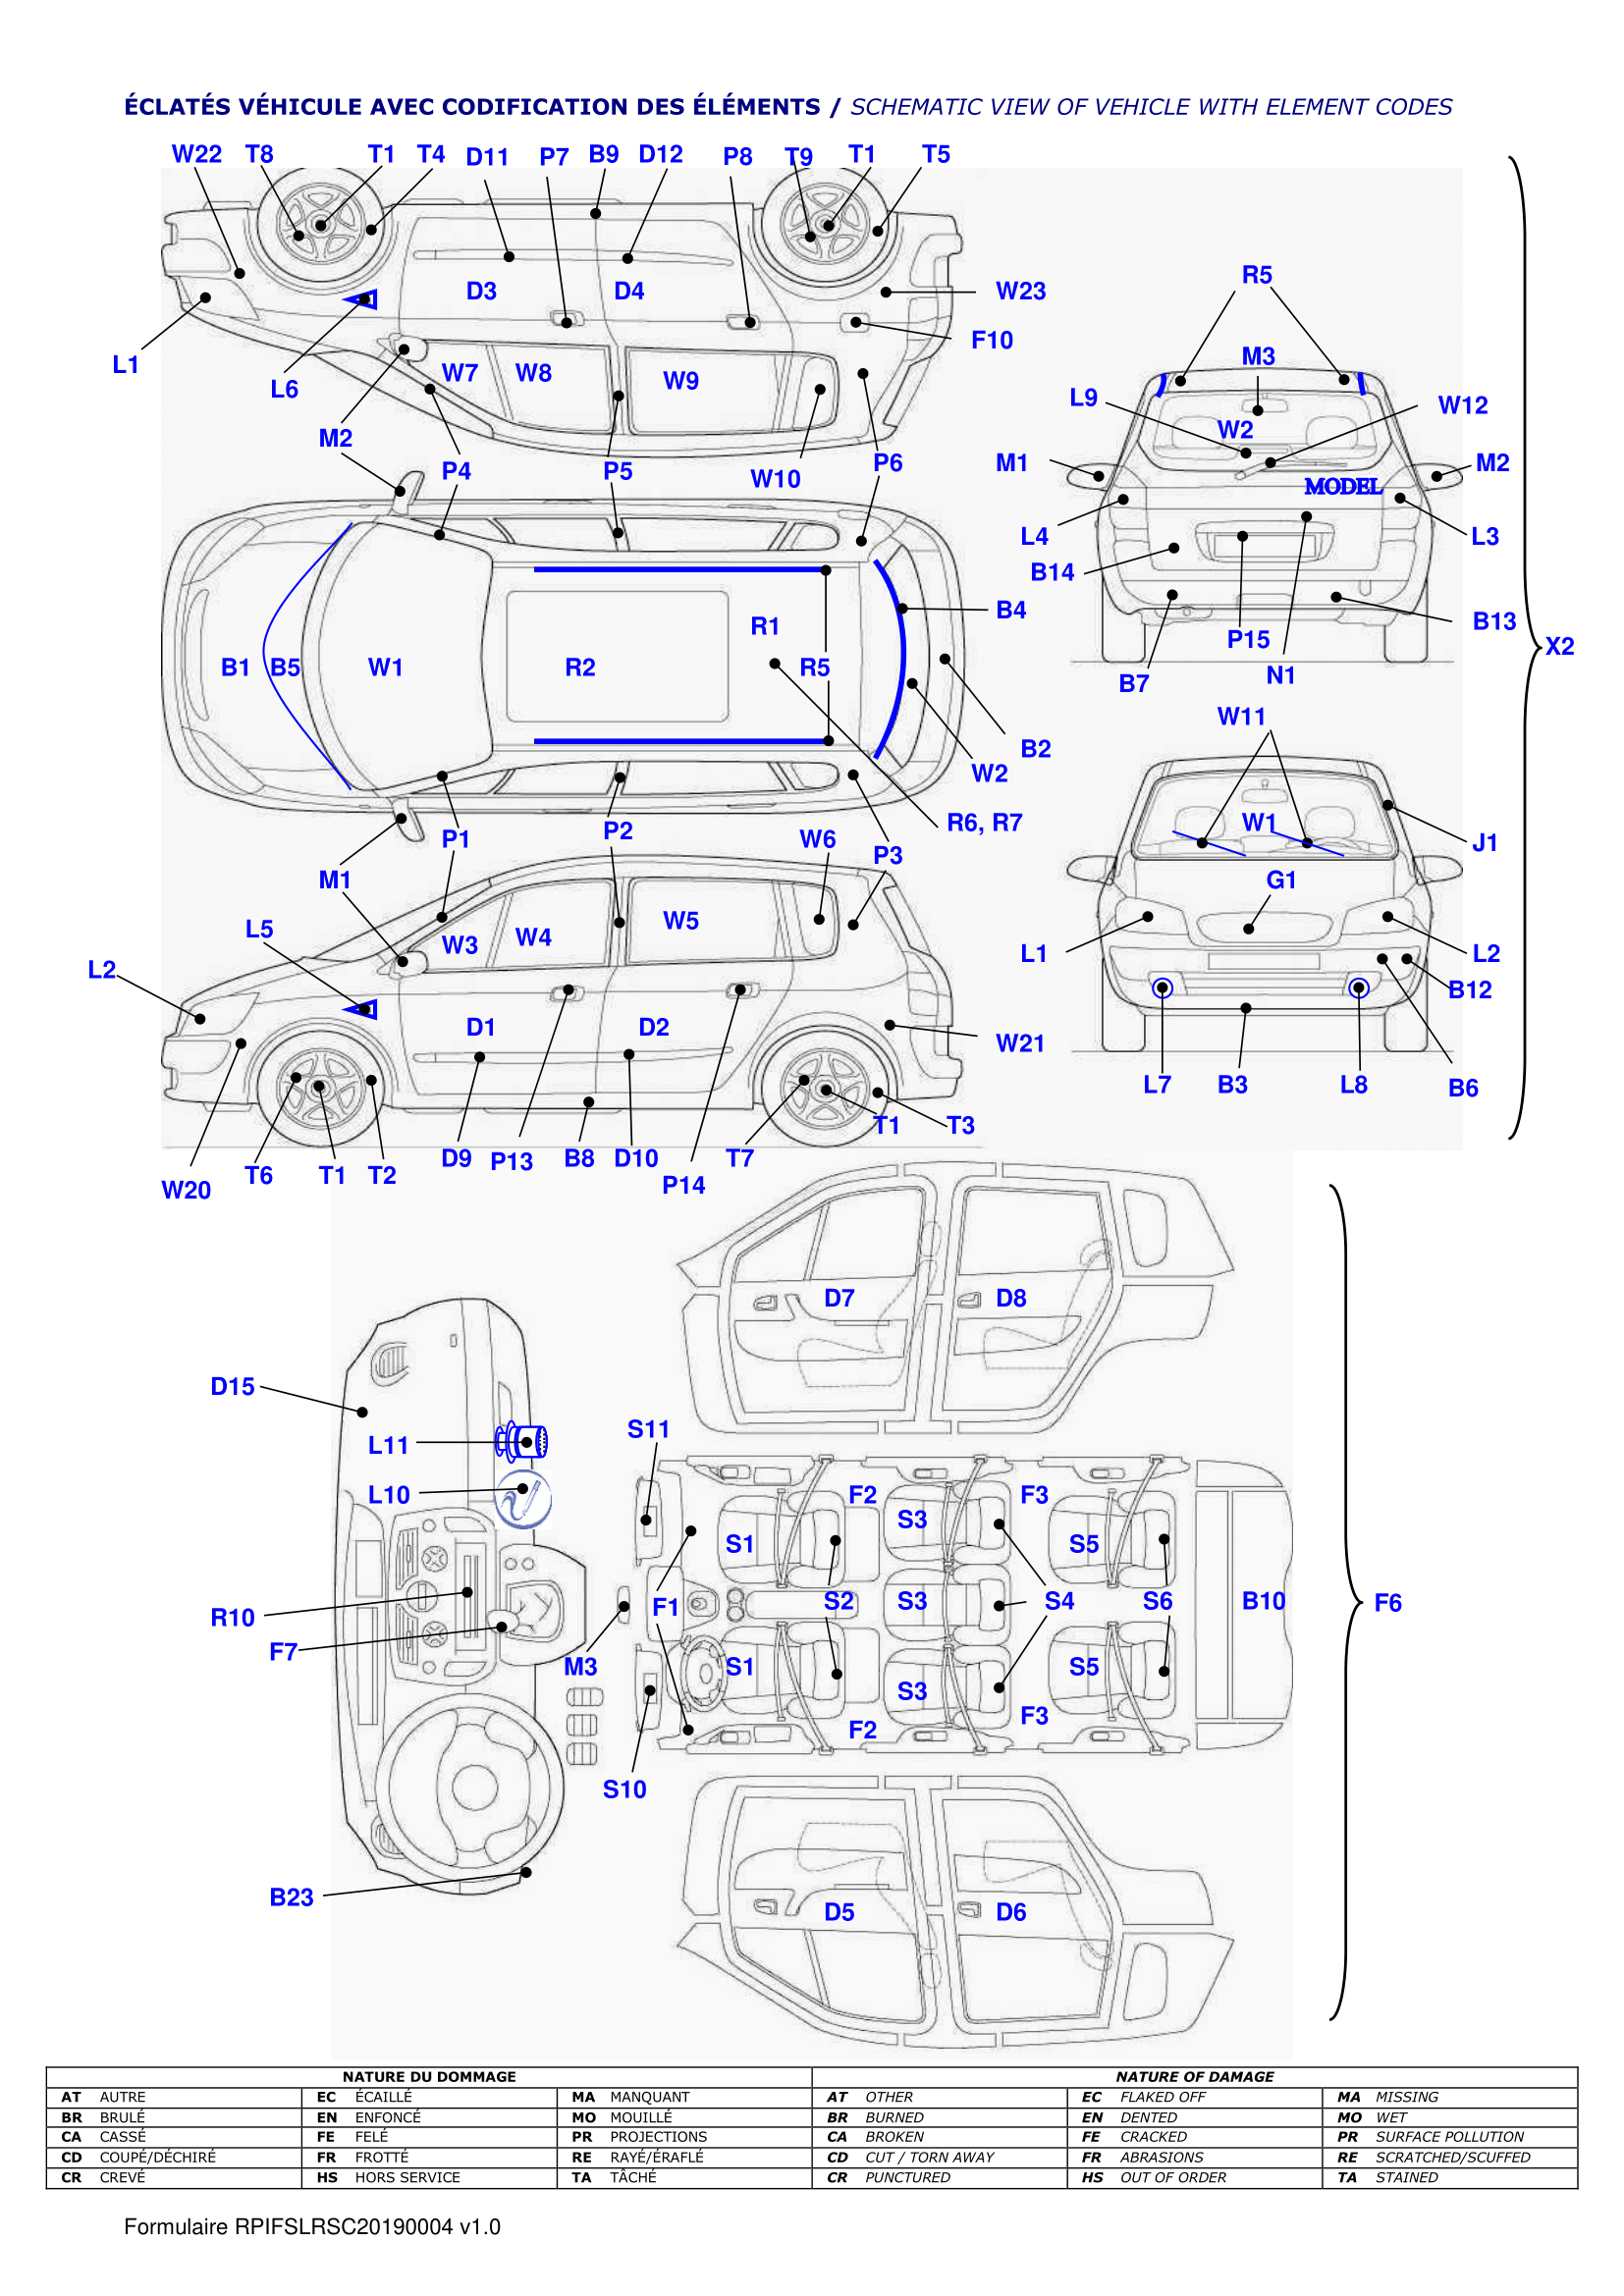 ÉCLATÉS VÉHICULE AVEC CODIFICATION DES ÉLÉMENTS / SCHEMATIC VIEW OF VEHICLE WITH ELEMENT CODES
W22 T8 T1 T4 D11 P7 B9 D12 P8 T9 T1 T5
R5
D3 D4 W23
F10
L1 L6 W7 W8 W9 M3
L9 W12
W2
M2 P4 P5 W10 P6 M1 M2
MODEL
L4 L3
B14
B4 B13
R1 P15
B1 B5 W1 R2 R5 X2
B7 N1
W11
B2
W2
P1 P2 W6 R6, R7 W1
P3 J1
M1 G1
L5 W3 W4 W5
L1 L2
L2 B12
D1 D2 W21
L7 B3 L8 B6
T1 T3
W20 T6 T1 T2 D9 P13 B8 D10 P14 T7
D7 D8
D15
S11
L11
L10 F2 F3
S3
S1 S5
R10 F1 S2 S3 S4 S6 B10 F6
F7
M3 S1 S5
S3
F2 F3
S10
B23
D5 D6
NATURE DU DOMMAGE NATURE OF DAMAGE
AT AUTRE EC ÉCAILLÉ MA MANQUANT AT OTHER EC FLAKED OFF MA MISSING
BR BRULÉ EN ENFONCÉ MO MOUILLÉ BR BURNED EN DENTED MO WET
CA CASSÉ FE FELÉ PR PROJECTIONS CA BROKEN FE CRACKED PR SURFACE POLLUTION
CD COUPÉ/DÉCHIRÉ FR FROTTÉ RE RAYÉ/ÉRAFLÉ CD CUT / TORN AWAY FR ABRASIONS RE SCRATCHED/SCUFFED
CR CREVÉ HS HORS SERVICE TA TÂCHÉ CR PUNCTURED HS OUT OF ORDER TA STAINED
Formulaire RPIFSLRSC20190004 v1.0